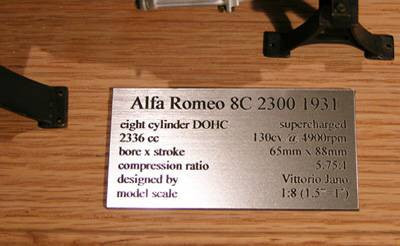 Alfa Romeo 8C 2300 1931
eight cylinder DOHC supercharged
2336 cc 130cv @ 4900rpm
bore x stroke 65mm x 88mm
compression ratio 5.75:1
designed by Vittorio Jano
model scale 1:8 (1.5"=1')